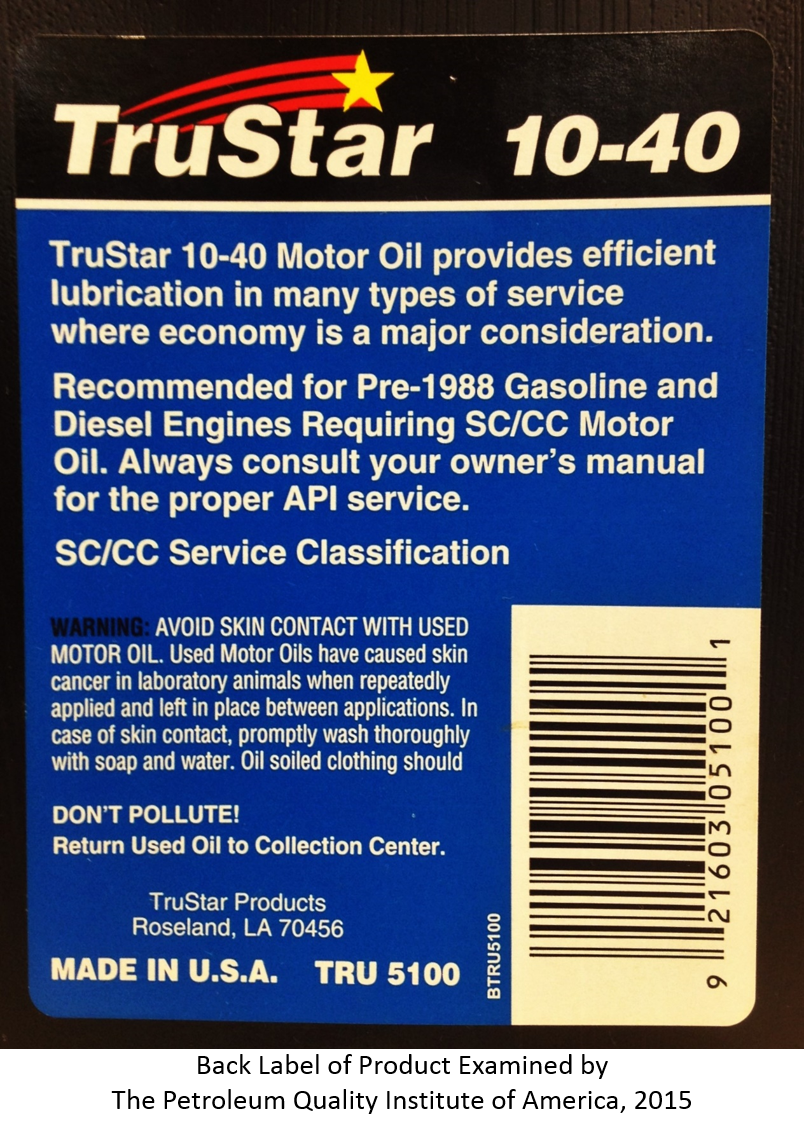 TruStar 10-40
TruStar 10-40 Motor Oil provides efficient
lubrication in many types of service
where economy is a major consideration.
Recommended for Pre-1988 Gasoline and
Diesel Engines Requiring SC/CC Motor
Oil. Always consult your owner's manual
for the proper API service.
SC/CC Service Classification
WARNING: AVOID SKIN CONTACT WITH USED
MOTOR OIL. Used Motor Oils have caused skin
cancer in laboratory animals when repeatedly
applied and left in place between applications. In
case of skin contact, promptly wash thoroughly
with soap and water. Oil soiled clothing should
DON'T POLLUTE!
Return Used Oil to Collection Center.
TruStar Products
Roseland, LA 70456
MADE IN U.S.A. TRU 5100
BTRU5100
9 21603 05100 1
Back Label of Product Examined by
The Petroleum Quality Institute of America, 2015